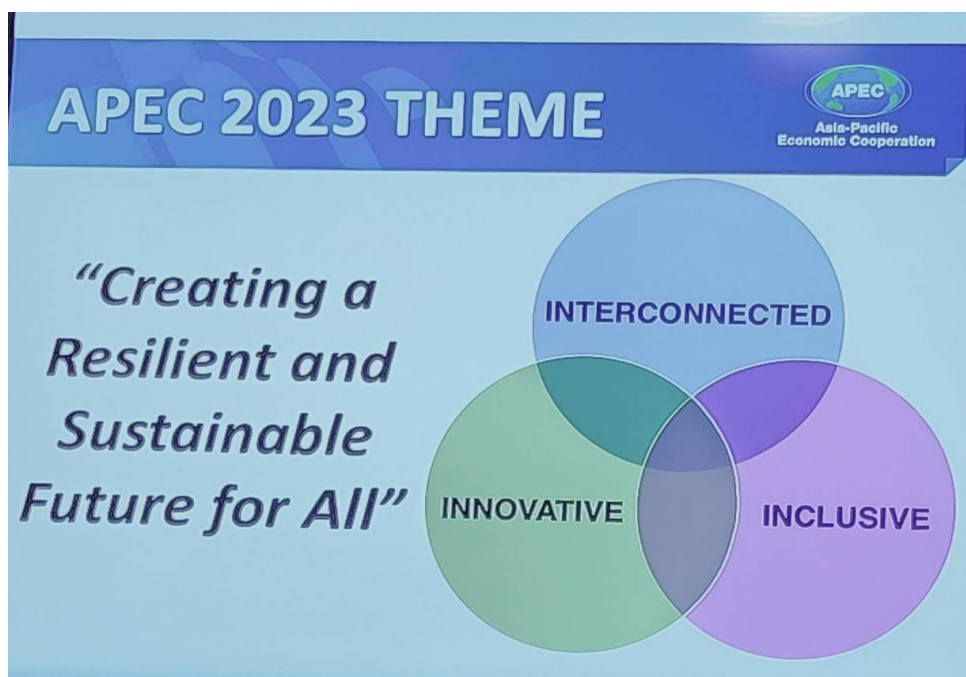 APEC 2023 THEME
APEC
Asia-Pacific
Economic Cooperation
“Creating a
Resilient and
Sustainable
Future for All”
INTERCONNECTED
INNOVATIVE
INCLUSIVE